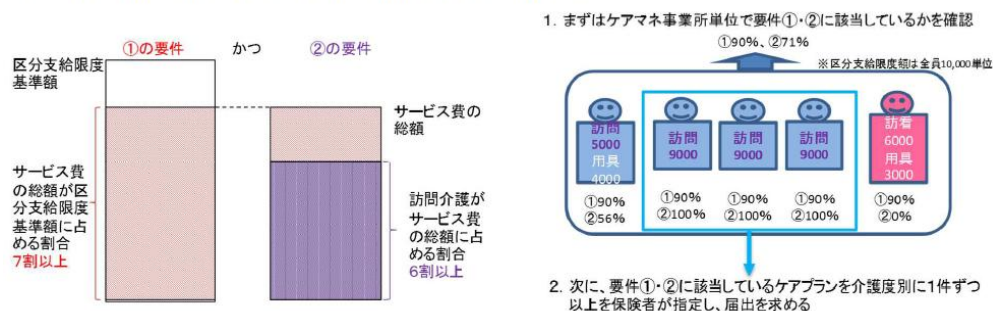 ①の要件 かつ ②の要件
区分支給限度
基準額
サービス費の
総額が区
分支給限度
基準額に占
める割合
7割以上
サービス費の
総額
訪問介護が
サービス費
の総額に占
める割合
6割以上
1. まずはケアマネ事業所単位で要件①・②に該当しているかを確認
①90%、②71%
※区分支給限度額は全員10,000単位
訪問
5000
用具
4000
訪問
9000
訪問
9000
訪問
9000
訪看
6000
用具
3000
①90%
②56%
①90%
②100%
①90%
②100%
①90%
②100%
①90%
②0%
2. 次に、要件①・②に該当しているケアプランを介護度別に1件ずつ
以上を保険者が指定し、届出を求める